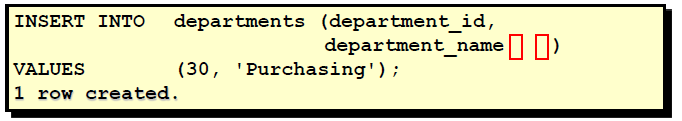 INSERT INTO departments (department_id,
department_name )
VALUES (30, 'Purchasing');
1 row created.